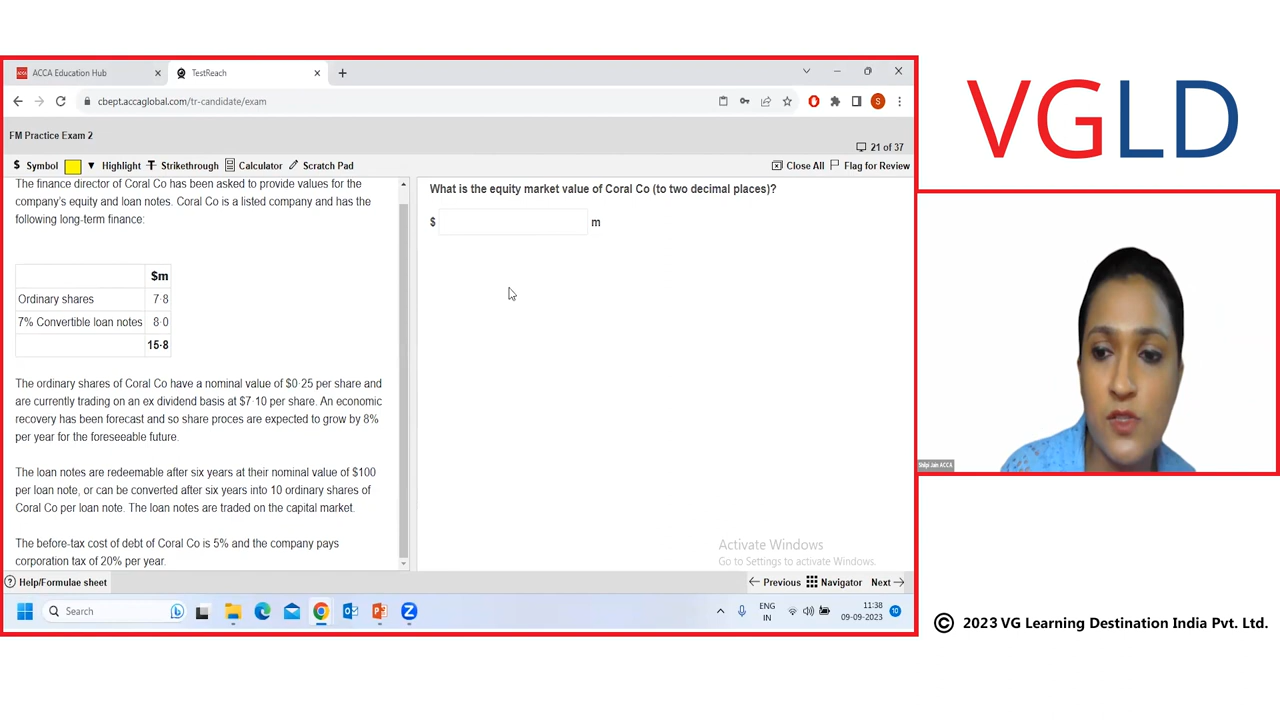 ACCA Education Hub
TestReach
cbept.accaglobal.com/tr-candidate/exam
FM Practice Exam 2
21 of 37
$ Symbol Highlight Strikethrough Calculator Scratch Pad Close All Flag for Review
The finance director of Coral Co has been asked to provide values for the
company's equity and loan notes. Coral Co is a listed company and has the
following long-term finance:
$m
Ordinary shares 7·8
7% Convertible loan notes 8·0
15·8
The ordinary shares of Coral Co have a nominal value of $0·25 per share and
are currently trading on an ex dividend basis at $7·10 per share. An economic
recovery has been forecast and so share proces are expected to grow by 8%
per year for the foreseeable future.
The loan notes are redeemable after six years at their nominal value of $100
per loan note, or can be converted after six years into 10 ordinary shares of
Coral Co per loan note. The loan notes are traded on the capital market.
The before-tax cost of debt of Coral Co is 5% and the company pays
corporation tax of 20% per year.
What is the equity market value of Coral Co (to two decimal places)?
$ m
Activate Windows
Go to Settings to activate Windows.
Help/Formulae sheet Previous Navigator Next
Search
ENG
IN
11:38
09-09-2023
10
VGLD
Shilpi Jain ACCA
© 2023 VG Learning Destination India Pvt. Ltd.